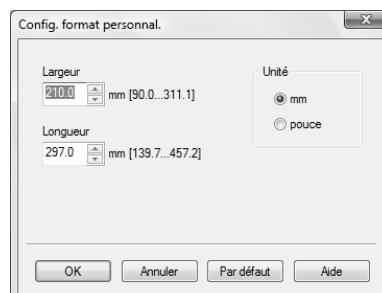 Config. format personnal.
Largeur
210.0 mm [90.0...311.1]
Longueur
297.0 mm [139.7...457.2]
Unité
mm
pouce
OK Annuler Par défaut Aide